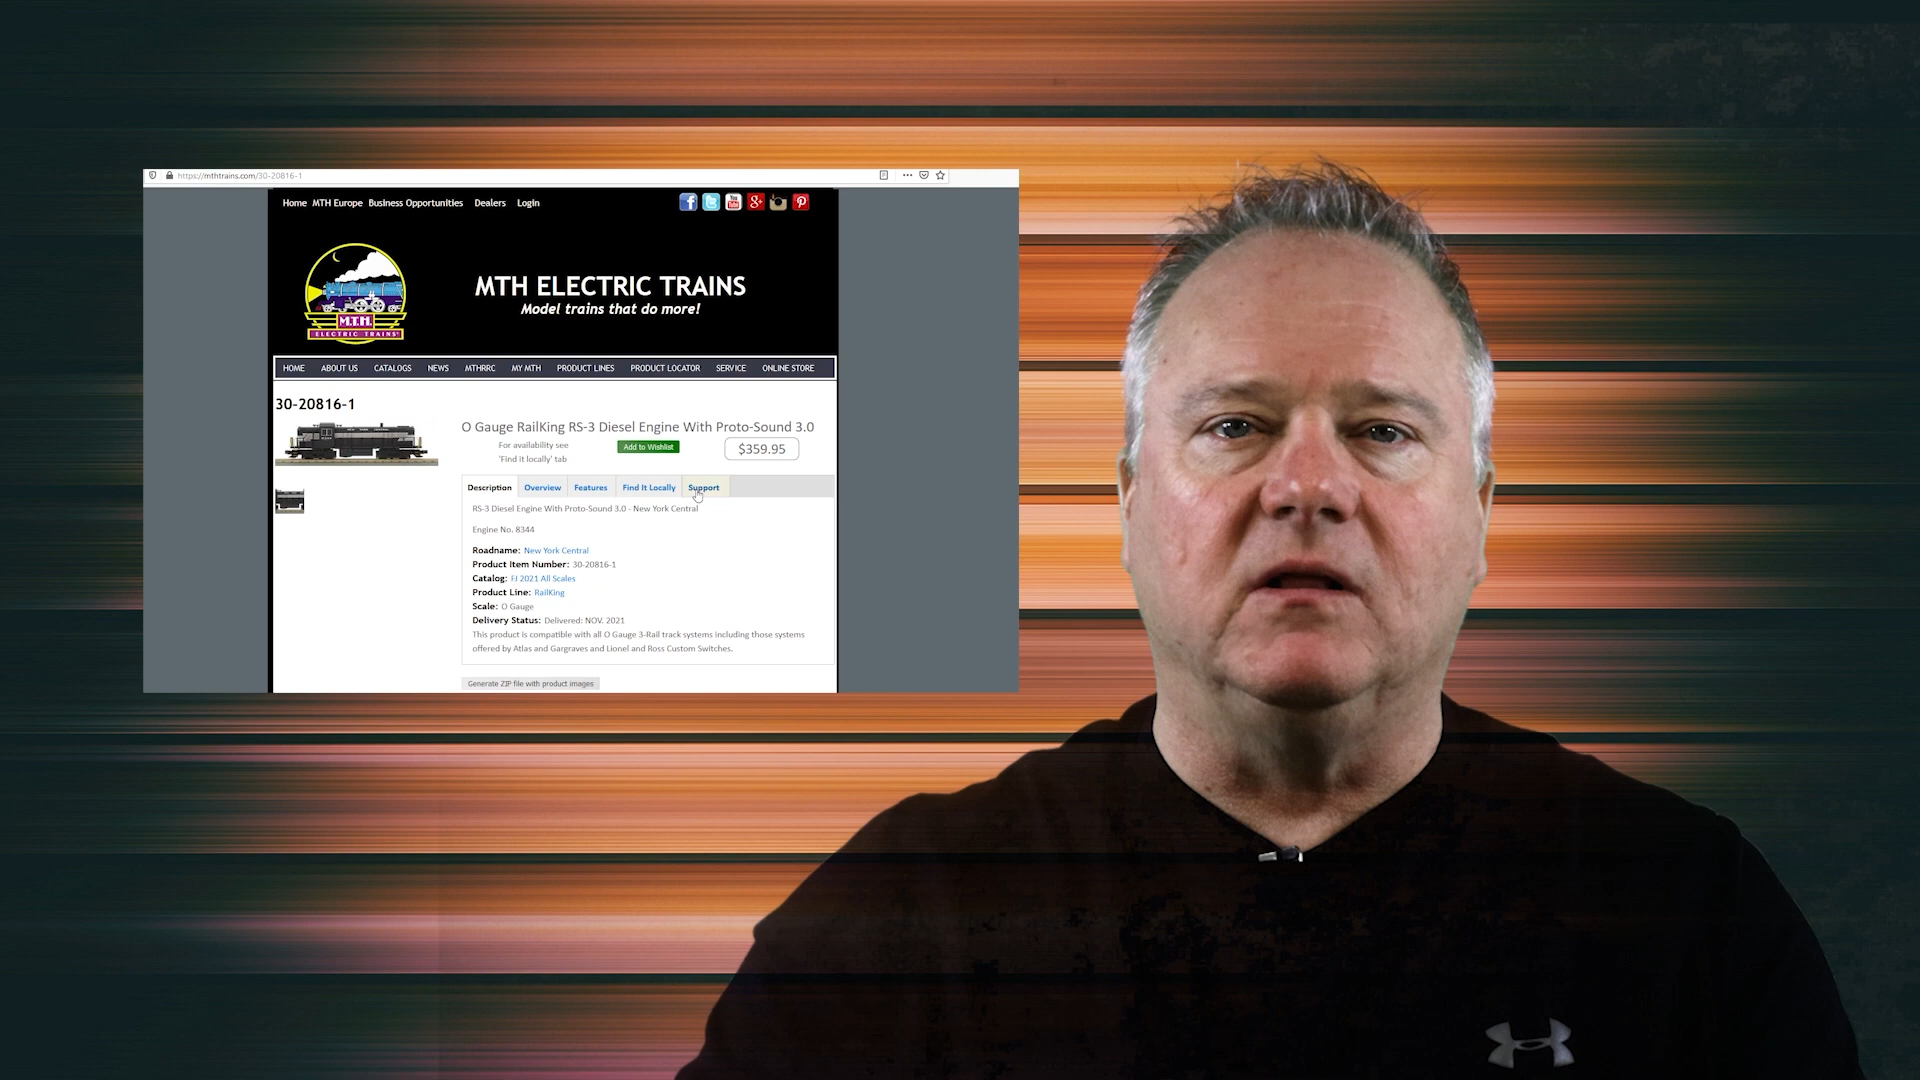 https://mthtrains.com/30-20816-1
Home MTH Europe Business Opportunities Dealers Login
M.T.H.
ELECTRIC TRAINS
MTH ELECTRIC TRAINS
Model trains that do more!
HOME ABOUT US CATALOGS NEWS MTHRRC MY MTH PRODUCT LINES PRODUCT LOCATOR SERVICE ONLINE STORE
30-20816-1
O Gauge RailKing RS-3 Diesel Engine With Proto-Sound 3.0
For availability see
'Find it locally' tab
Add to Wishlist
$359.95
Description Overview Features Find It Locally Support
RS-3 Diesel Engine With Proto-Sound 3.0 - New York Central
Engine No. 8344
Roadname: New York Central
Product Item Number: 30-20816-1
Catalog: FJ 2021 All Scales
Product Line: RailKing
Scale: O Gauge
Delivery Status: Delivered: NOV. 2021
This product is compatible with all O Gauge 3-Rail track systems including those systems
offered by Atlas and Gargraves and Lionel and Ross Custom Switches.
Generate ZIP file with product images